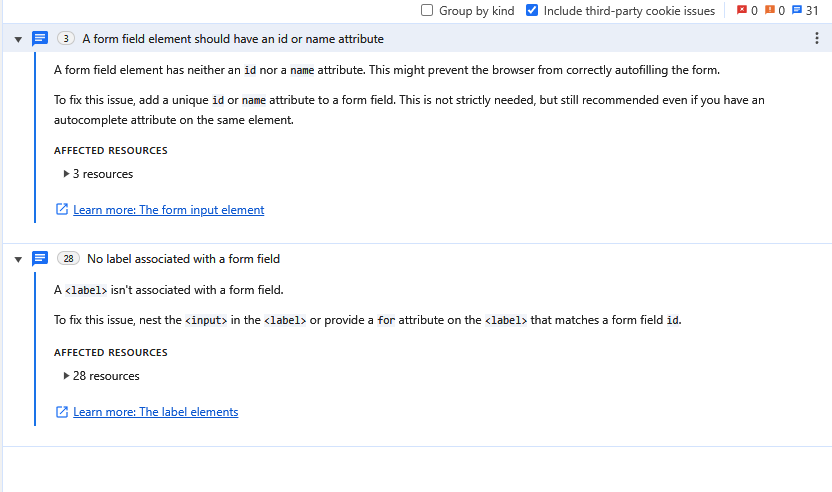 Group by kind Include third-party cookie issues 0 0 31
3 A form field element should have an id or name attribute
A form field element has neither an id nor a name attribute. This might prevent the browser from correctly autofilling the form.
To fix this issue, add a unique id or name attribute to a form field. This is not strictly needed, but still recommended even if you have an
autocomplete attribute on the same element.
AFFECTED RESOURCES
3 resources
Learn more: The form input element
28 No label associated with a form field
A <label> isn't associated with a form field.
To fix this issue, nest the <input> in the <label> or provide a for attribute on the <label> that matches a form field id.
AFFECTED RESOURCES
28 resources
Learn more: The label elements